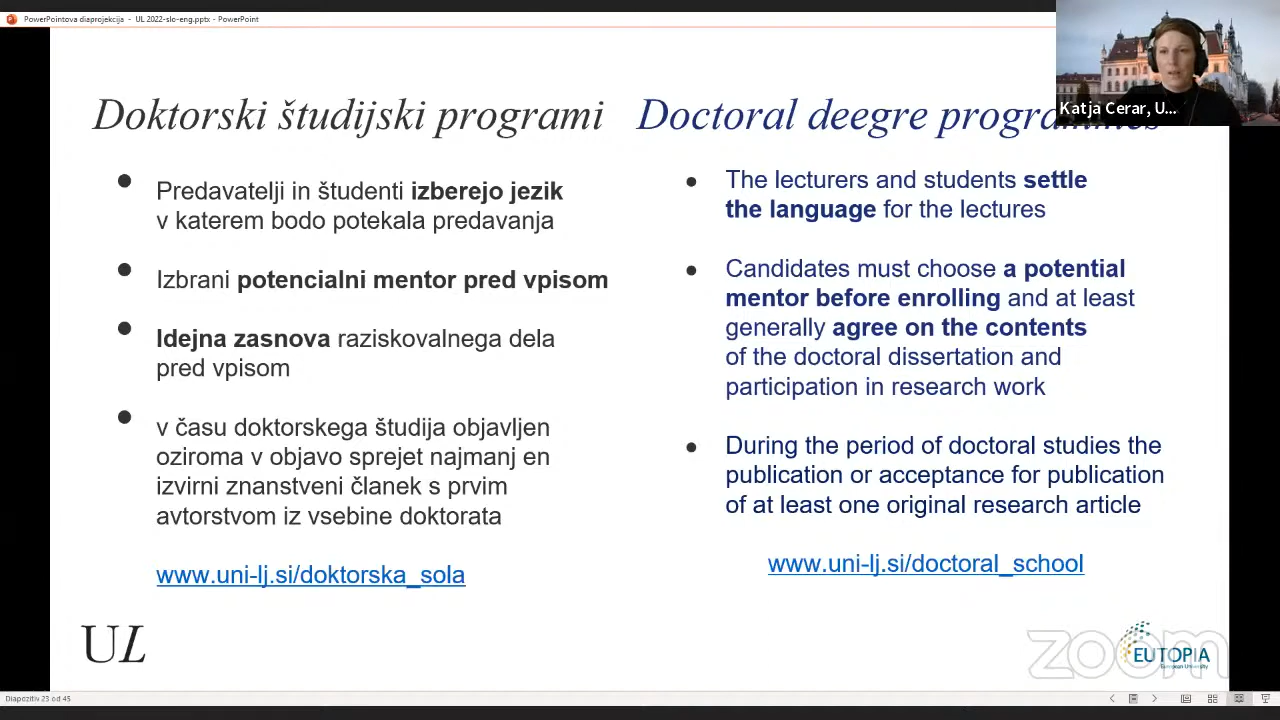 PowerPointova diaprojekcija - UL 2022-slo-eng.pptx - PowerPoint
Katja Cerar, U...
Doktorski študijski programi
Predavatelji in študenti izberejo jezik
v katerem bodo potekala predavanja
Izbrani potencialni mentor pred vpisom
Idejna zasnova raziskovalnega dela
pred vpisom
v času doktorskega študija objavljen
oziroma v objavo sprejet najmanj en
izvirni znanstveni članek s prvim
avtorstvom iz vsebine doktorata
www.uni-lj.si/doktorska_sola
Doctoral deegre programmes
The lecturers and students settle
the language for the lectures
Candidates must choose a potential
mentor before enrolling and at least
generally agree on the contents
of the doctoral dissertation and
participation in research work
During the period of doctoral studies the
publication or acceptance for publication
of at least one original research article
www.uni-lj.si/doctoral_school
UL
zoom
EUTOPIA
European University
Diapozitiv 23 od 45